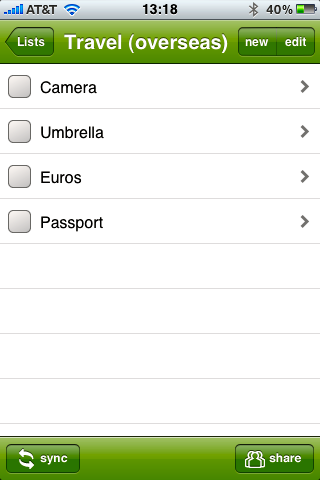 AT&T 13:18 40%
Lists Travel (overseas) new edit
Camera
Umbrella
Euros
Passport
sync share